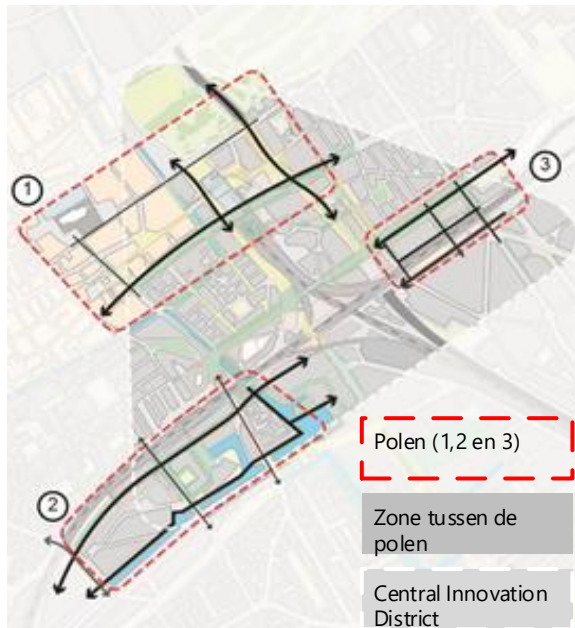 1
3
2
Polen (1,2 en 3)
Zone tussen de
polen
Central Innovation
District